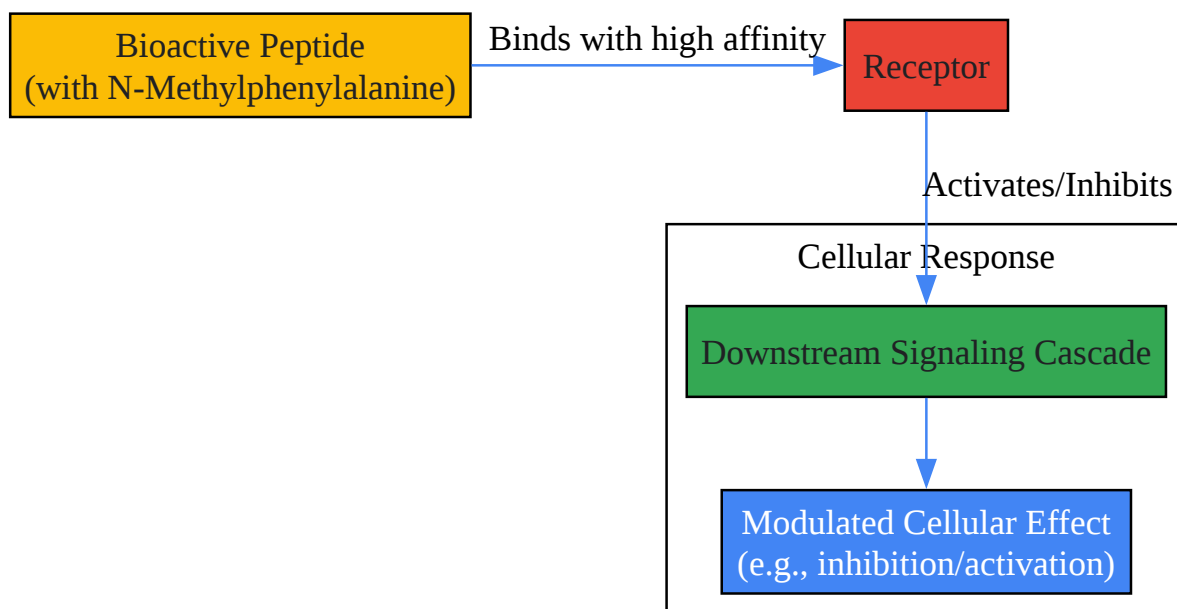 Bioactive Peptide
(with N-Methylphenylalanine)
Binds with high affinity
Receptor
Activates/Inhibits
Cellular Response
Downstream Signaling Cascade
Modulated Cellular Effect
(e.g., inhibition/activation)